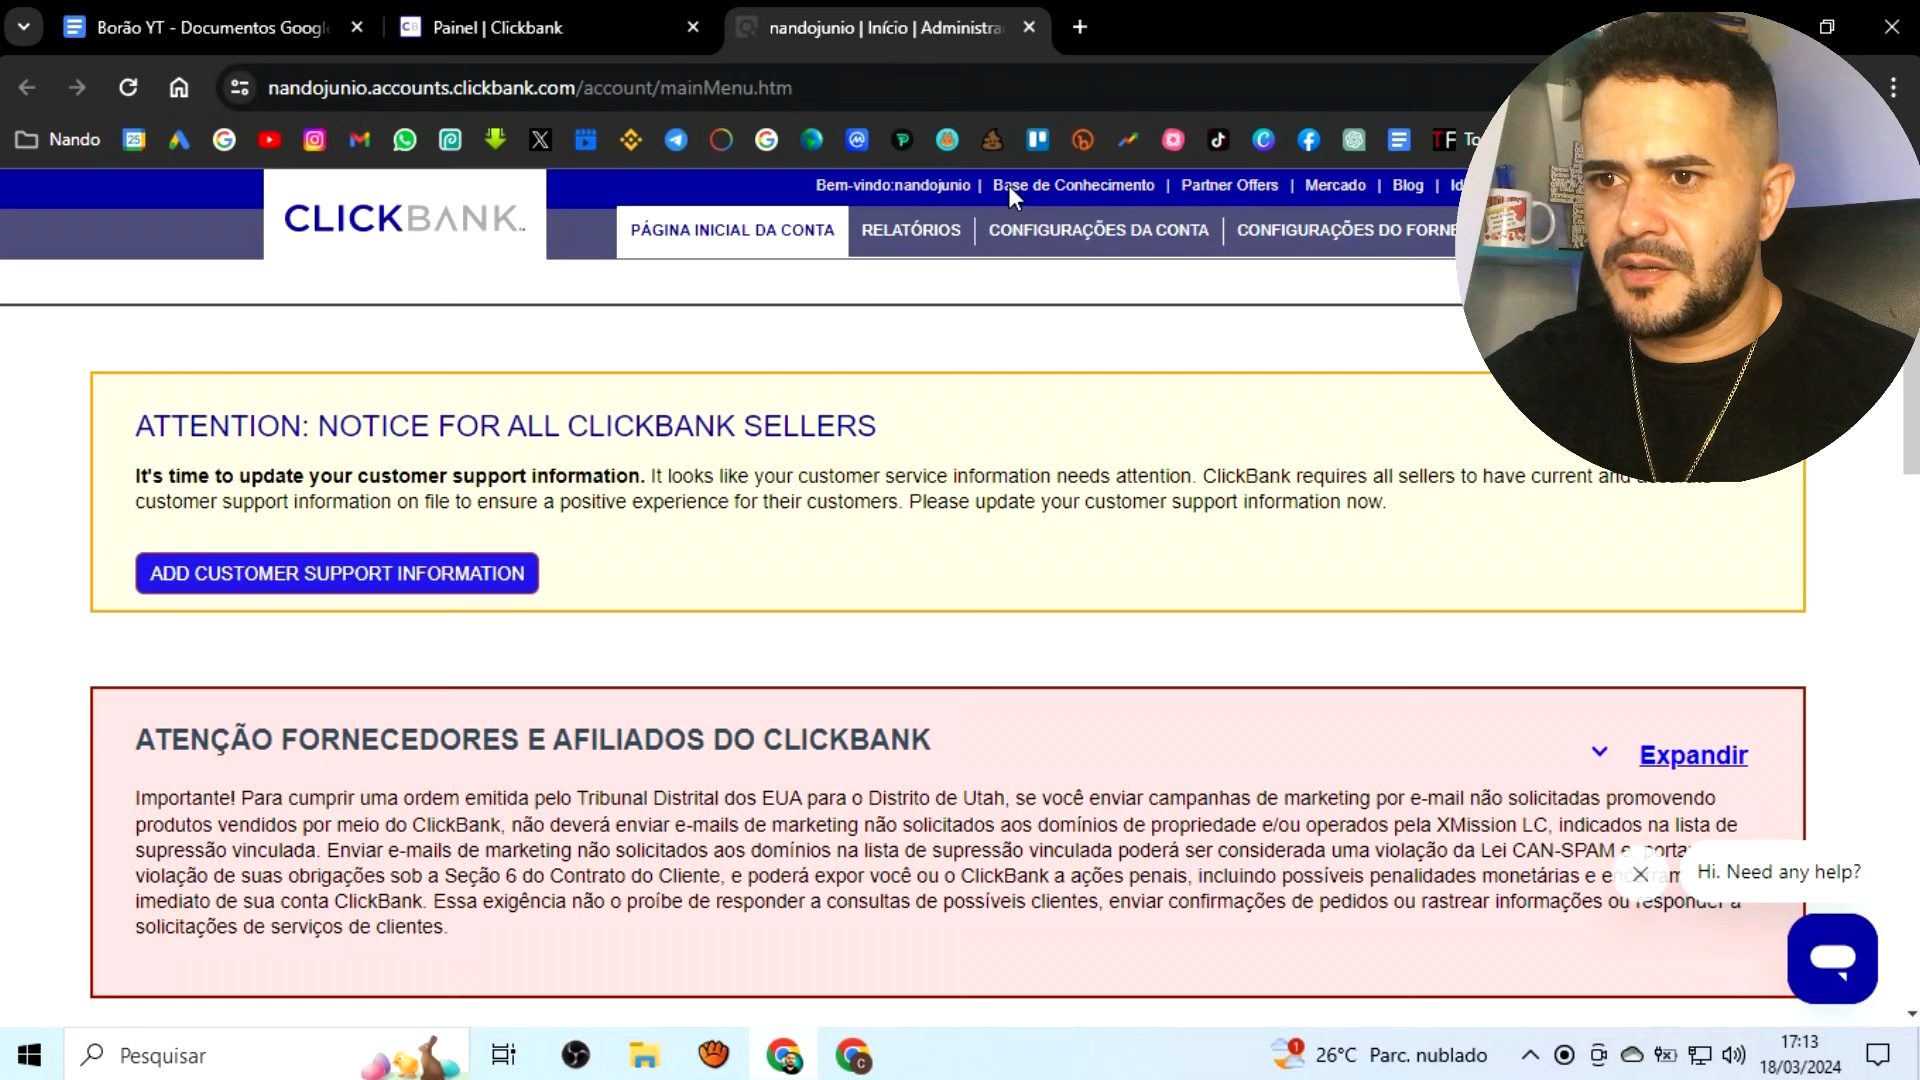 Borão YT - Documentos Google
Painel | Clickbank
nandojunio | Início | Administra
nandojunio.accounts.clickbank.com/account/mainMenu.htm
Nando
25
TF
Bem-vindo:nandojunio | Base de Conhecimento | Partner Offers | Mercado | Blog |
CLICKBANK
PÁGINA INICIAL DA CONTA
RELATÓRIOS
CONFIGURAÇÕES DA CONTA
CONFIGURAÇÕES DO FORNE
ATTENTION: NOTICE FOR ALL CLICKBANK SELLERS
It's time to update your customer support information. It looks like your customer service information needs attention. ClickBank requires all sellers to have current and
customer support information on file to ensure a positive experience for their customers. Please update your customer support information now.
ADD CUSTOMER SUPPORT INFORMATION
ATENÇÃO FORNECEDORES E AFILIADOS DO CLICKBANK
Expandir
Importante! Para cumprir uma ordem emitida pelo Tribunal Distrital dos EUA para o Distrito de Utah, se você enviar campanhas de marketing por e-mail não solicitadas promovendo
produtos vendidos por meio do ClickBank, não deverá enviar e-mails de marketing não solicitados aos domínios de propriedade e/ou operados pela XMission LC, indicados na lista de
supressão vinculada. Enviar e-mails de marketing não solicitados aos domínios na lista de supressão vinculada poderá ser considerada uma violação da Lei CAN-SPAM e
violação de suas obrigações sob a Seção 6 do Contrato do Cliente, e poderá expor você ou o ClickBank a ações penais, incluindo possíveis penalidades monetárias e
imediato de sua conta ClickBank. Essa exigência não o proíbe de responder a consultas de possíveis clientes, enviar confirmações de pedidos ou rastrear informações ou responder a
solicitações de serviços de clientes.
Hi. Need any help?
Pesquisar
1
26°C Parc. nublado
17:13
18/03/2024